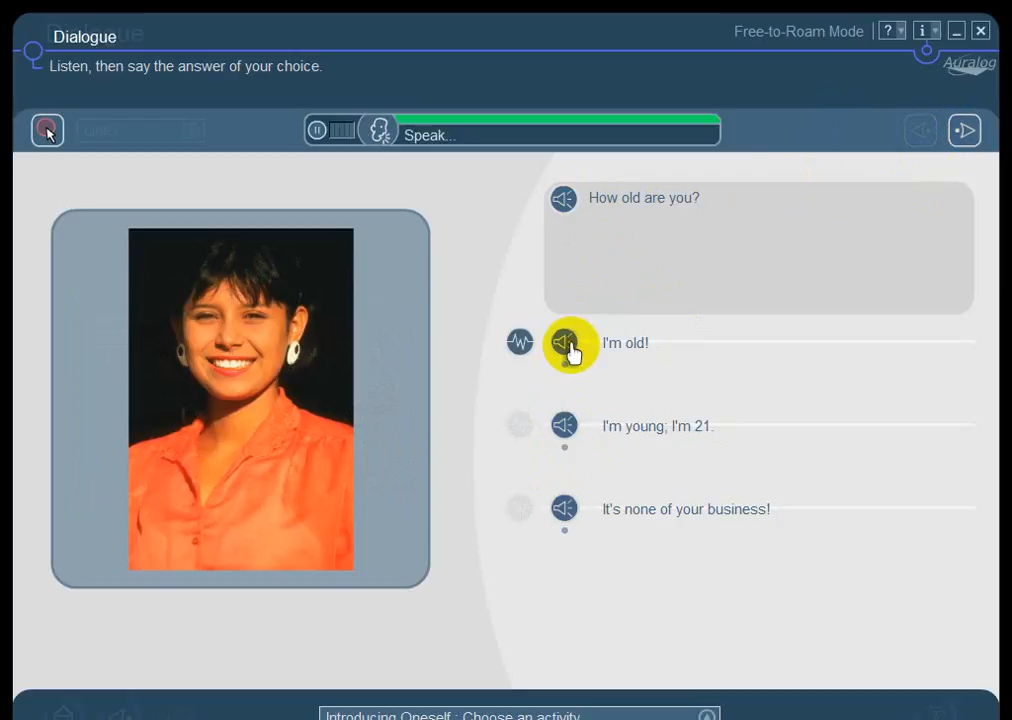 Dialogue
Free-to-Roam Mode
?
i
Auralog
Listen, then say the answer of your choice.
Lines
Speak...
How old are you?
I'm old!
I'm young; I'm 21.
It's none of your business!
Introducing Oneself : Choose an activity